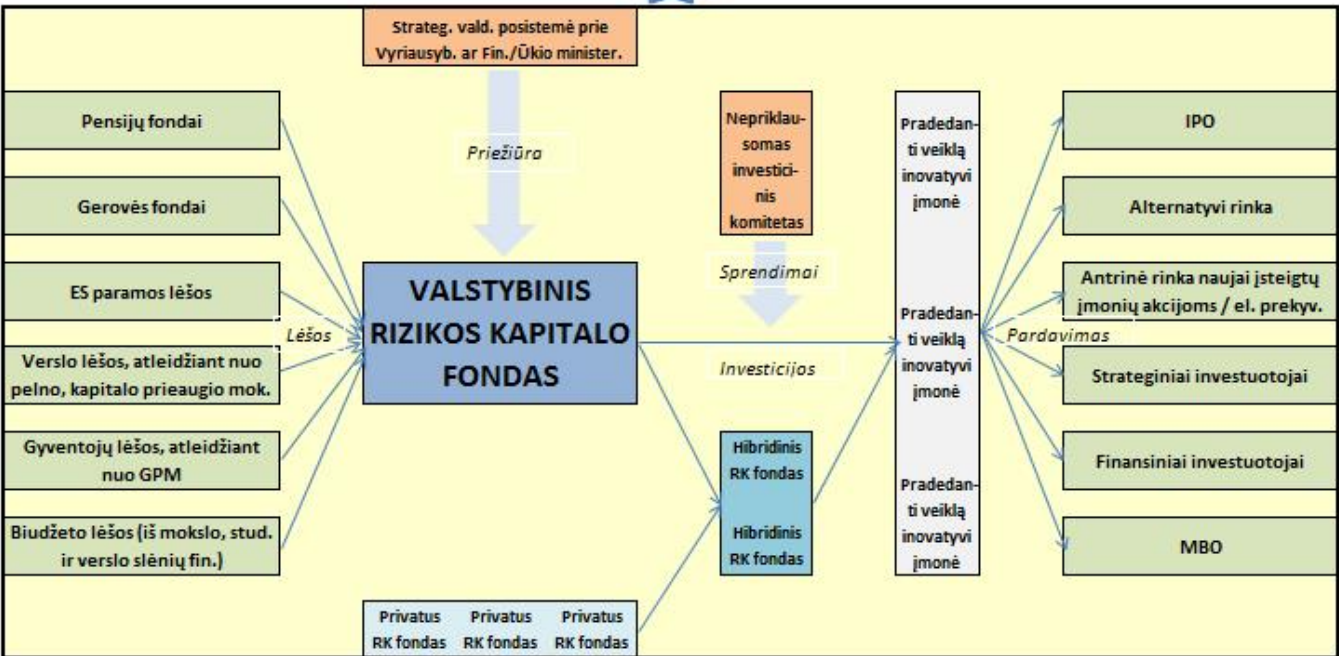 Strateg. vald. posistemė prie
Vyriausyb. ar Fin./Ūkio minister.
Priežiūra
Pensijų fondai
Gerovės fondai
ES paramos lėšos
Verslo lėšos, atleidžiant nuo
pelno, kapitalo prieaugio mok.
Gyventojų lėšos, atleidžiant
nuo GPM
Biudžeto lėšos (iš mokslo, stud.
ir verslo slėnių fin.)
Lėšos
VALSTYBINIS
RIZIKOS KAPITALO
FONDAS
Privatus
RK fondas
Privatus
RK fondas
Privatus
RK fondas
Nepriklau-
somas
investici-
nis
komitetas
Sprendimai
Investicijos
Hibridinis
RK fondas
Hibridinis
RK fondas
Pradedan-
ti veiklą
inovatyvi
įmonė
Pradedan-
ti veiklą
inovatyvi
įmonė
Pradedan-
ti veiklą
inovatyvi
įmonė
Pardavimas
IPO
Alternatyvi rinka
Antrinė rinka naujai įsteigtų
įmonių akcijoms / el. prekyv.
Strateginiai investuotojai
Finansiniai investuotojai
MBO